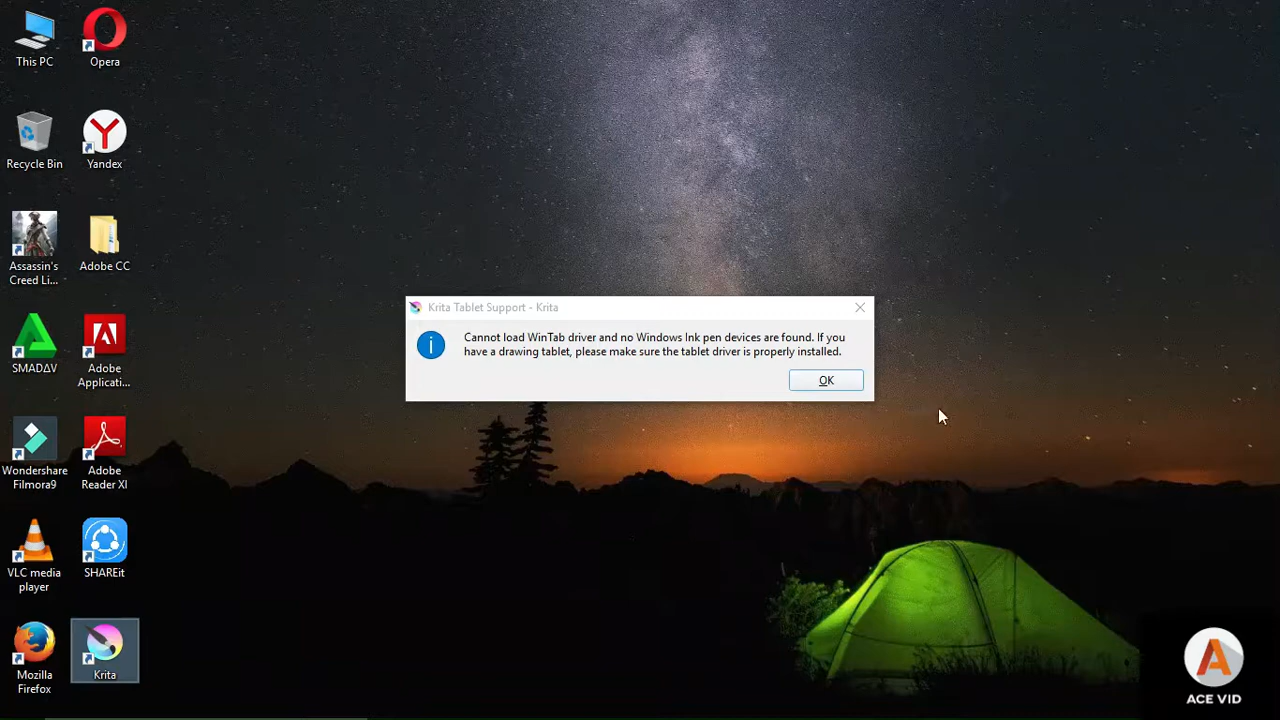 This PC
Opera
Recycle Bin
Yandex
Assassin's
Creed Li...
Adobe CC
SMADΔV
Adobe
Applicati...
Wondershare
Filmora9
Adobe
Reader XI
VLC media
player
SHAREit
Mozilla
Firefox
Krita
Krita Tablet Support - Krita
Cannot load WinTab driver and no Windows Ink pen devices are found. If you
have a drawing tablet, please make sure the tablet driver is properly installed.
OK
ACE VID